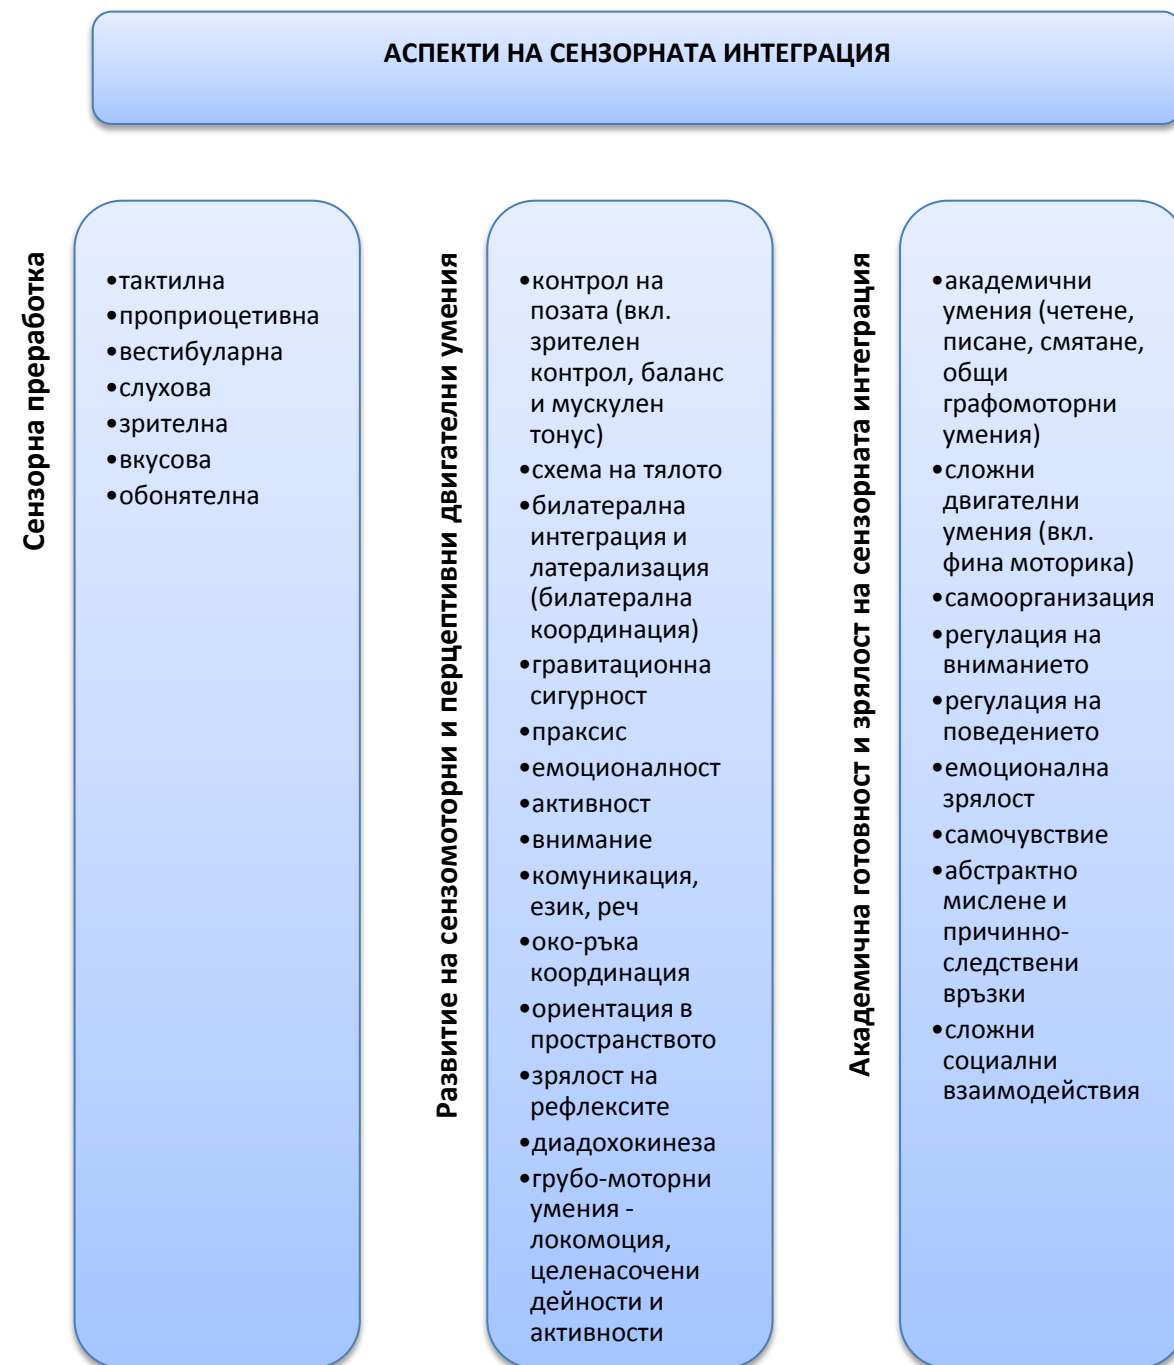 АСПЕКТИ НА СЕНЗОРНАТА ИНТЕГРАЦИЯ
Сензорна преработка
•тактилна
•проприоцетивна
•вестибуларна
•слухова
•зрителна
•вкусова
•обонятелна
Развитие на сензомоторни и перцептивни двигателни умения
•контрол на
позата (вкл.
зрителен
контрол, баланс
и мускулен
тонус)
•схема на тялото
•билатерална
интеграция и
латерализация
(билатерална
координация)
•гравитационна
сигурност
•праксис
•емоционалност
•активност
•внимание
•комуникация,
език, реч
•око-ръка
координация
•ориентация в
пространството
•зрялост на
рефлексите
•диадохокинеза
•грубо-моторни
умения -
локомоция,
целенасочени
дейности и
активности
Академична готовност и зрялост на сензорната интеграция
•академични
умения (четене,
писане, смятане,
общи
графомоторни
умения)
•сложни
двигателни
умения (вкл.
фина моторика)
•самоорганизация
•регулация на
вниманието
•регулация на
поведението
•емоционална
зрялост
•самочувствие
•абстрактно
мислене и
причинно-
следствени
връзки
•сложни
социални
взаимодействия